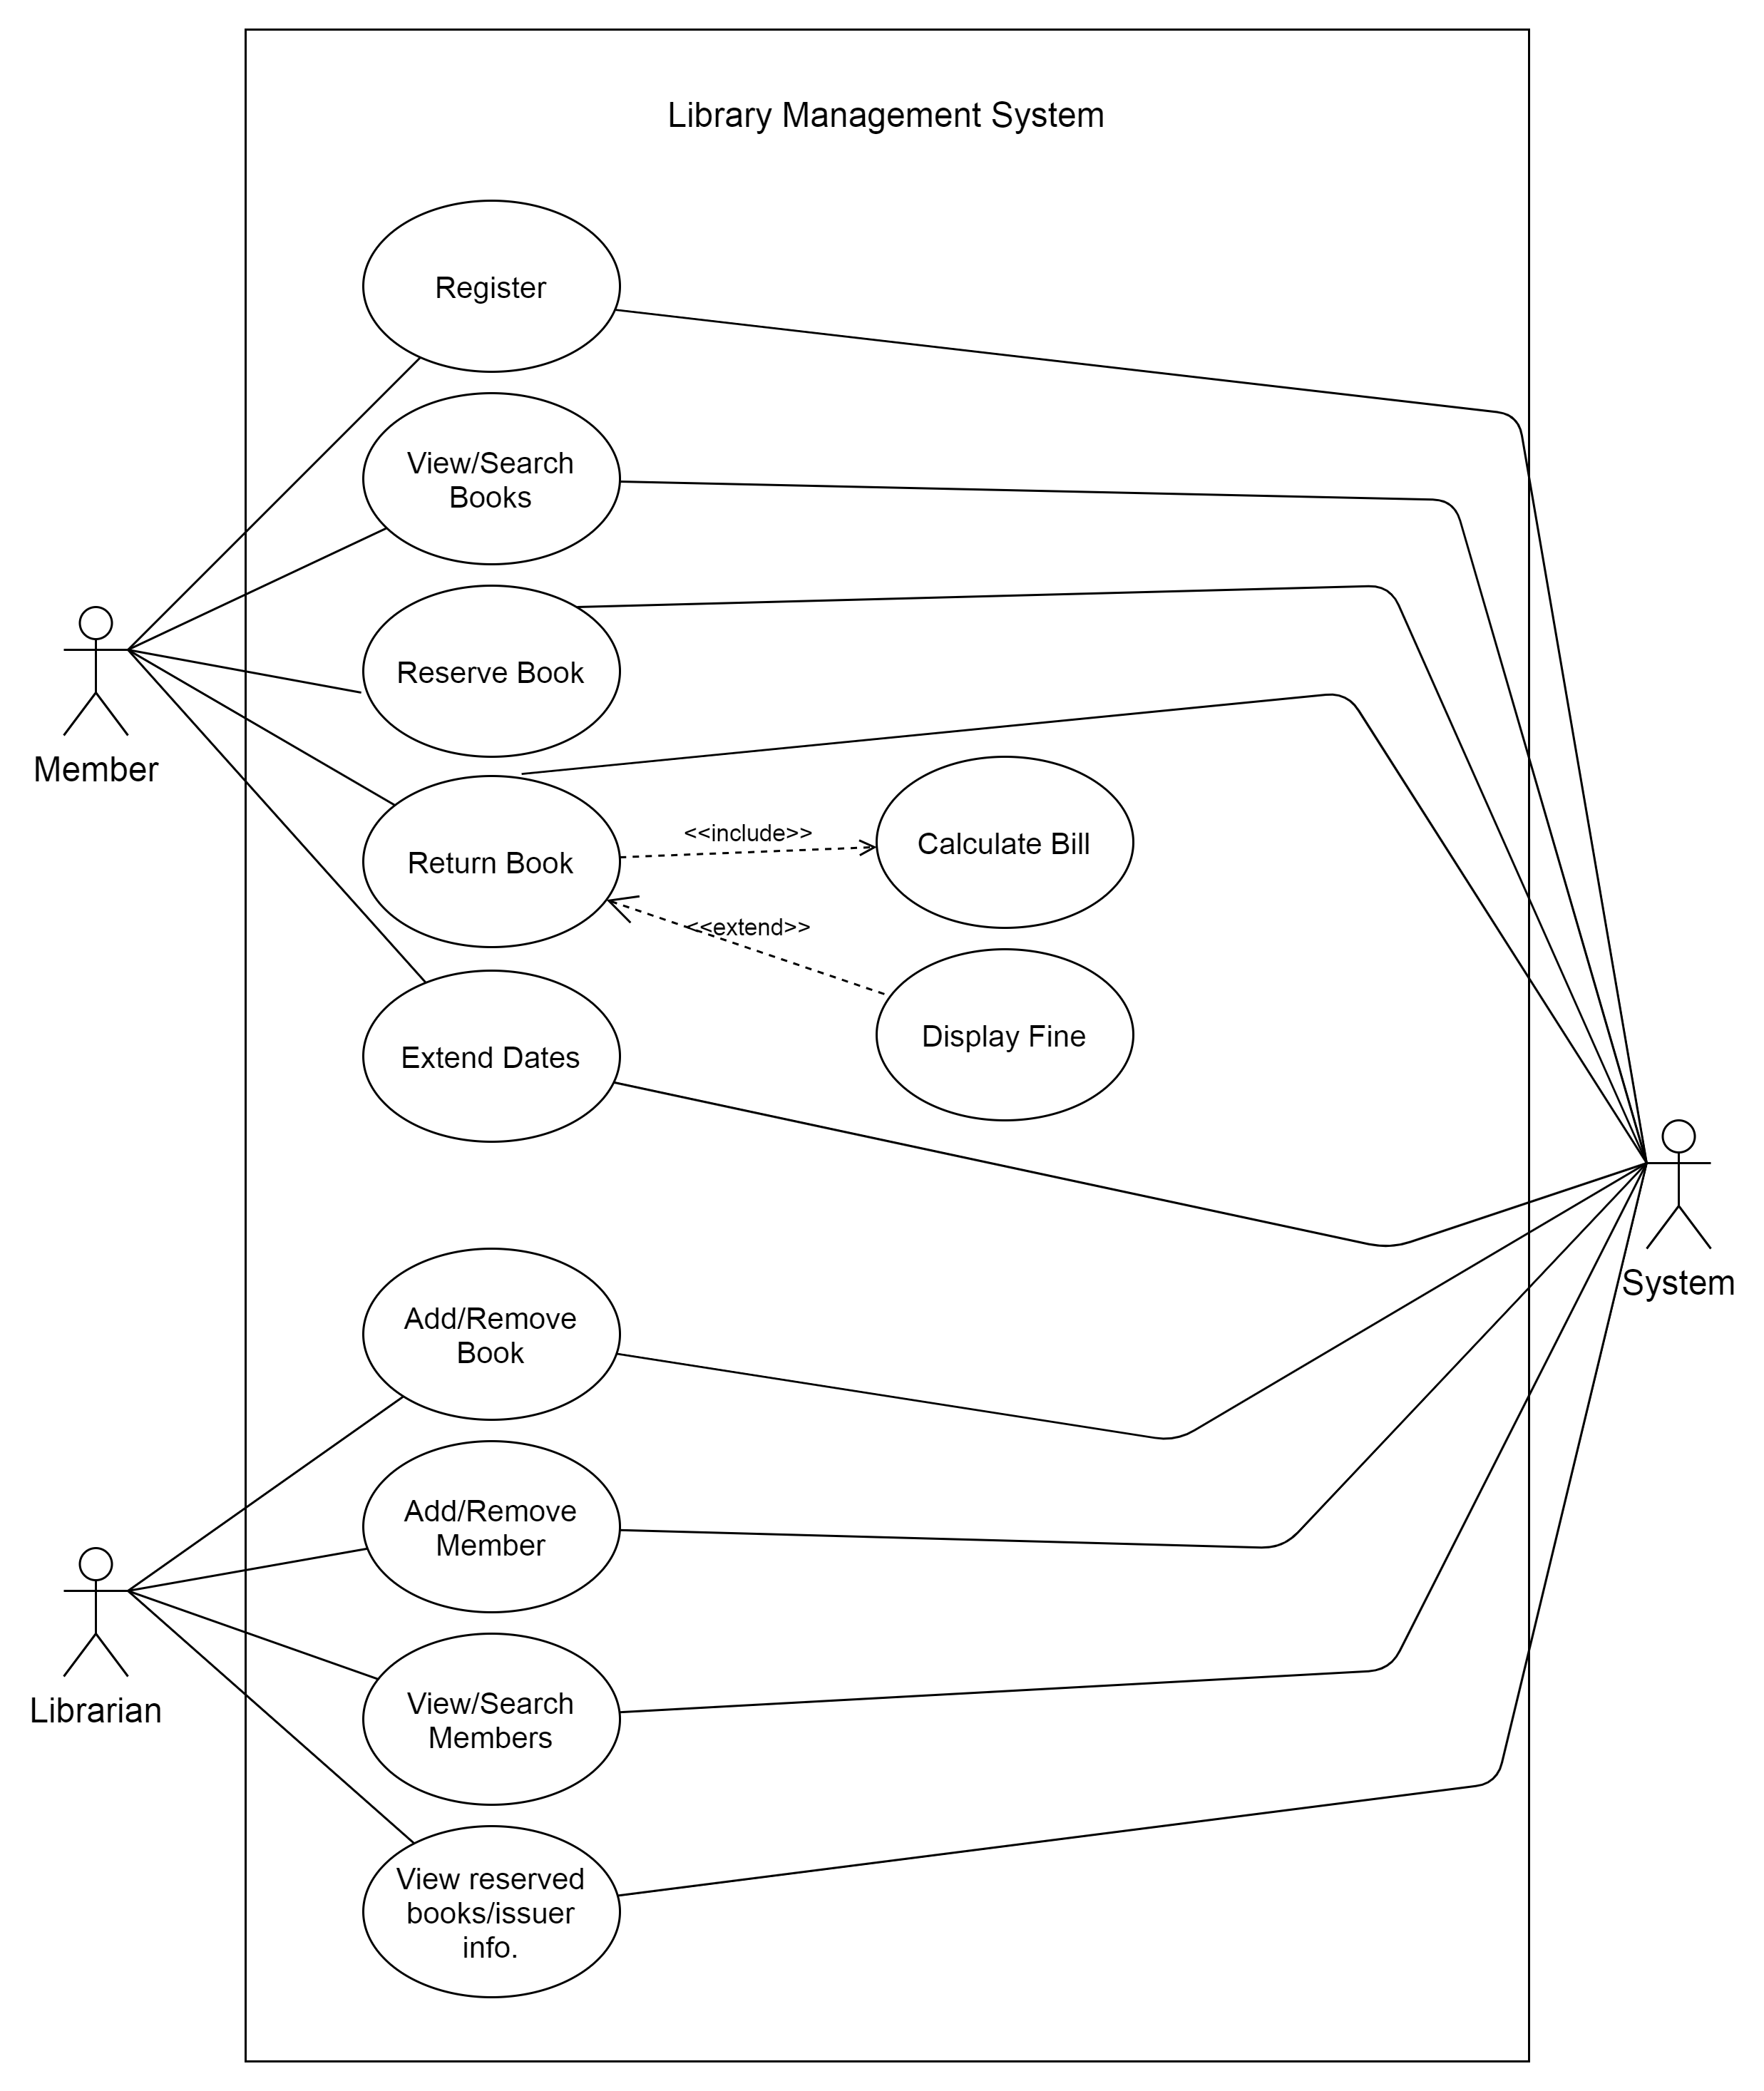 Library Management System
Register
View/Search
Books
Reserve Book
Member
Return Book
<<include>>
Calculate Bill
<<extend>>
Display Fine
Extend Dates
System
Add/Remove
Book
Add/Remove
Member
Librarian
View/Search
Members
View reserved
books/issuer
info.